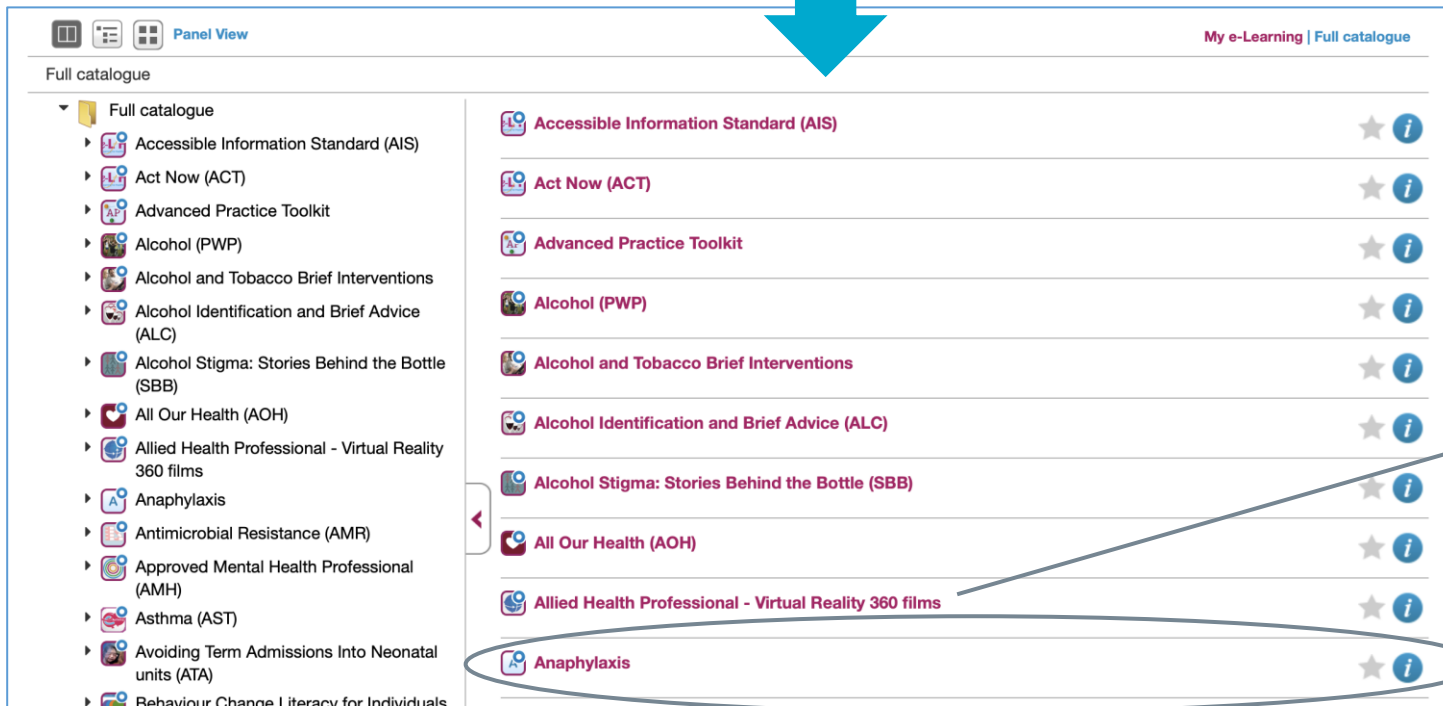 Panel View
My e-Learning | Full catalogue
Full catalogue
Full catalogue
Accessible Information Standard (AIS)
Act Now (ACT)
Advanced Practice Toolkit
Alcohol (PWP)
Alcohol and Tobacco Brief Interventions
Alcohol Identification and Brief Advice
(ALC)
Alcohol Stigma: Stories Behind the Bottle
(SBB)
All Our Health (AOH)
Allied Health Professional - Virtual Reality
360 films
Anaphylaxis
Antimicrobial Resistance (AMR)
Approved Mental Health Professional
(AMH)
Asthma (AST)
Avoiding Term Admissions Into Neonatal
units (ATA)
Behaviour Change Literacy for Individuals
Accessible Information Standard (AIS)
Act Now (ACT)
Advanced Practice Toolkit
Alcohol (PWP)
Alcohol and Tobacco Brief Interventions
Alcohol Identification and Brief Advice (ALC)
Alcohol Stigma: Stories Behind the Bottle (SBB)
All Our Health (AOH)
Allied Health Professional - Virtual Reality 360 films
Anaphylaxis